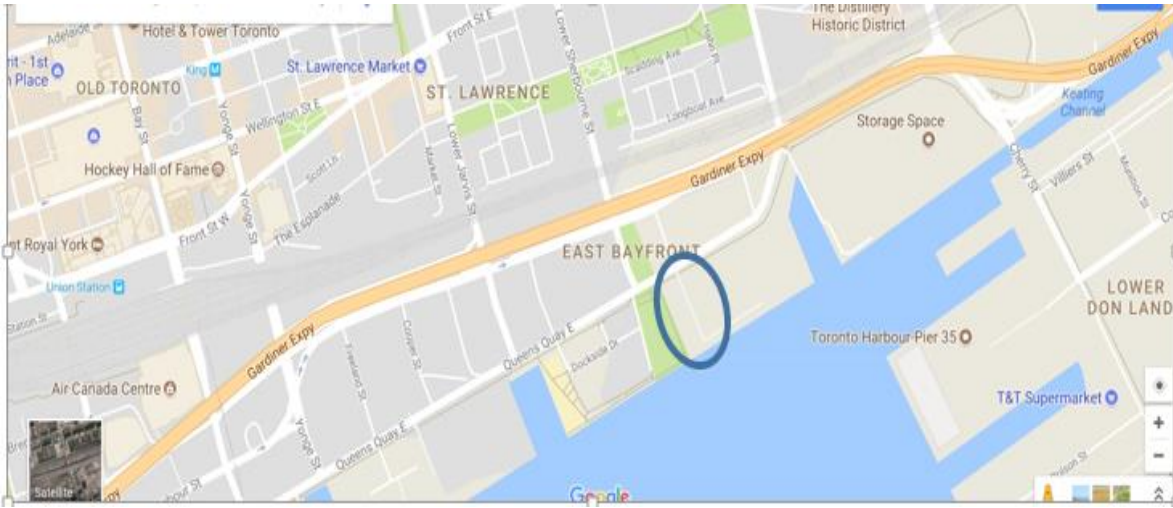 The Distillery
Historic District
Adelaide
Hotel & Tower Toronto
Front St E
Lower Sherbourne St
Gardiner Expy
1st
Place
King
St. Lawrence Market
Scadding Ave
OLD TORONTO
ST. LAWRENCE
Keating
Channel
Bay St
Yonge St
Wellington St E
Longboat Ave
Storage Space
Hockey Hall of Fame
Scott Ln
Market St
Lower Jarvis St
Gardiner Expy
Cherry St
Villiers St
Munition St
Yonge St
The Esplanade
Front St W
Royal York
EAST BAYFRONT
Union Station
LOWER
DON LAND
Station St
Gardiner Expy
Cooper St
Freeland St
Queens Quay E
Dockside Dr
Toronto Harbour-Pier 35
Air Canada Centre
T&T Supermarket
Yonge St
Queens Quay E
Satellite
Google